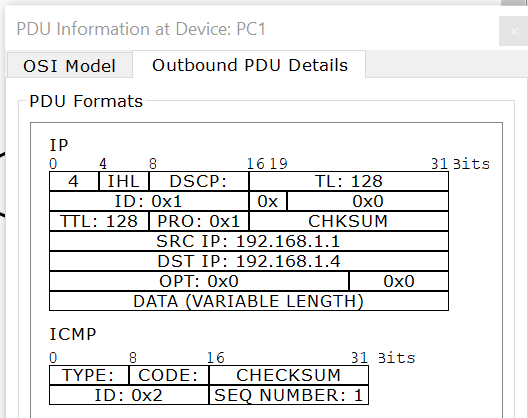 PDU Information at Device: PC1
×
OSI Model Outbound PDU Details
PDU Formats
IP
0 4 8 16 19 31 Bits
4 IHL DSCP: TL: 128
ID: 0x1 0x 0x0
TTL: 128 PRO: 0x1 CHKSUM
SRC IP: 192.168.1.1
DST IP: 192.168.1.4
OPT: 0x0 0x0
DATA (VARIABLE LENGTH)
ICMP
0 8 16 31 Bits
TYPE: CODE: CHECKSUM
ID: 0x2 SEQ NUMBER: 1